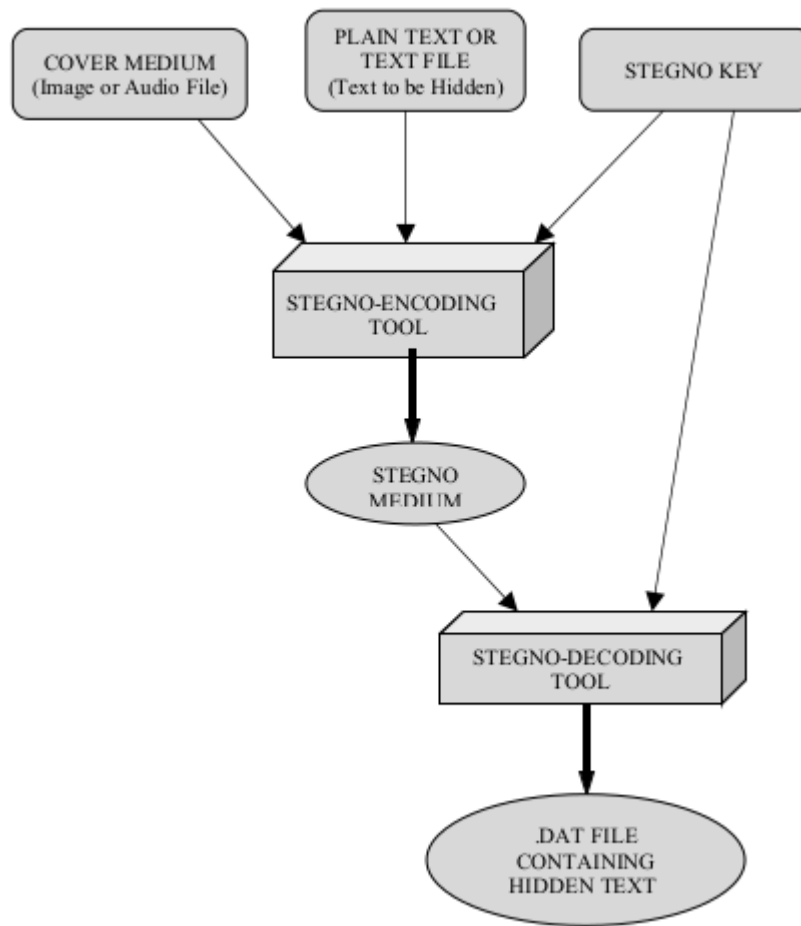 COVER MEDIUM
(Image or Audio File)
PLAIN TEXT OR
TEXT FILE
(Text to be Hidden)
STEGNO KEY
STEGNO-ENCODING
TOOL
STEGNO
MEDIUM
STEGNO-DECODING
TOOL
.DAT FILE
CONTAINING
HIDDEN TEXT